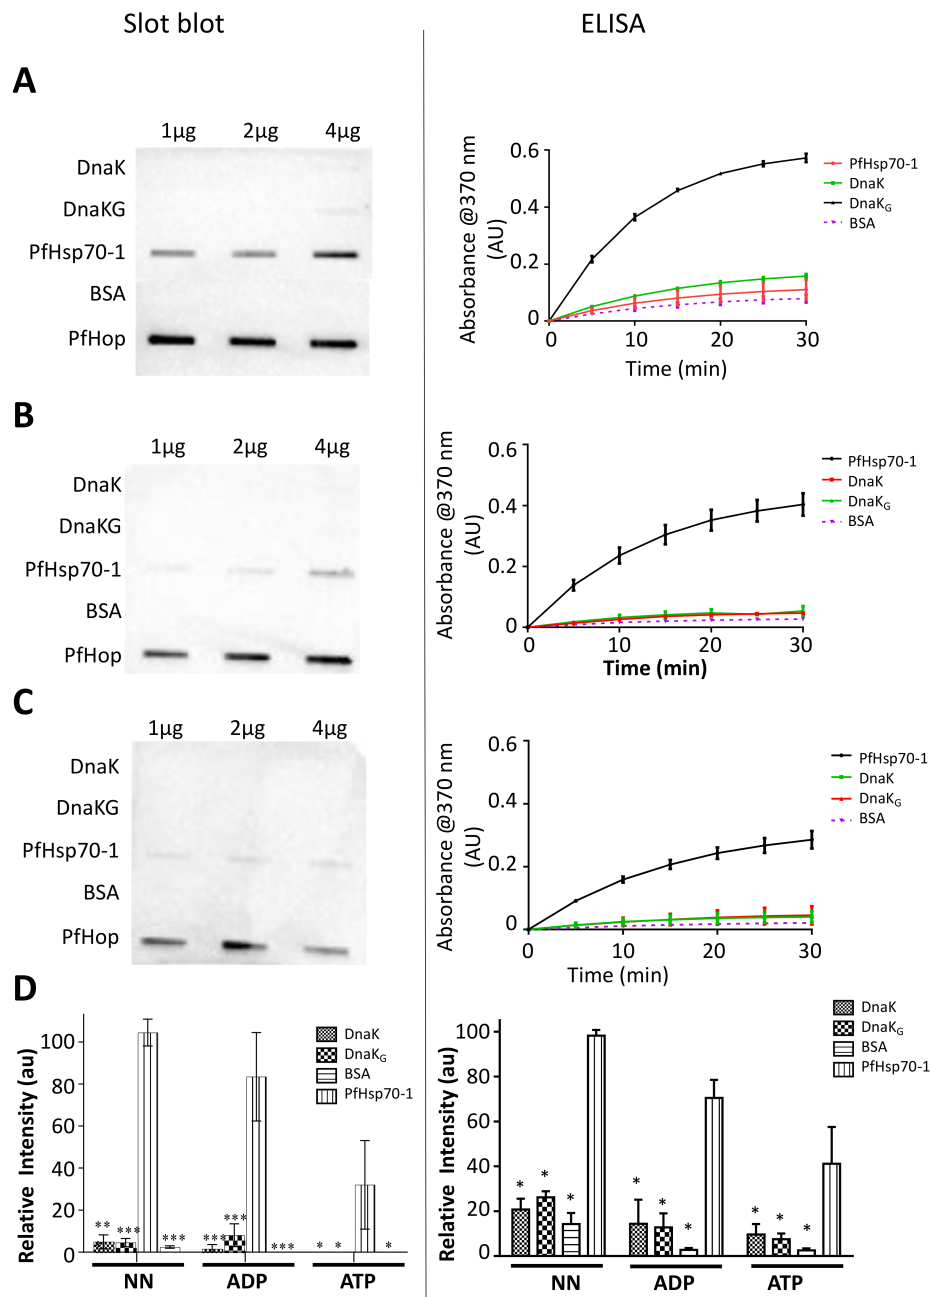 Slot blot
ELISA
A
1µg 2µg 4µg
DnaK
DnaKG
PfHsp70-1
BSA
PfHop
Absorbance @370 nm
(AU)
0.6
0.4
0.2
0
0 10 20 30
Time (min)
PfHsp70-1
DnaK
DnaKG
BSA
B
1µg 2µg 4µg
DnaK
DnaKG
PfHsp70-1
BSA
PfHop
Absorbance @370 nm
(AU)
0.6
0.4
0.2
0
0 10 20 30
Time (min)
PfHsp70-1
DnaK
DnaKG
BSA
C
1µg 2µg 4µg
DnaK
DnaKG
PfHsp70-1
BSA
PfHop
Absorbance @370 nm
(AU)
0.6
0.4
0.2
0
0 10 20 30
Time (min)
PfHsp70-1
DnaK
DnaKG
BSA
D
Relative Intensity (au)
100
80
60
40
20
0
** *** ***
*** *** ***
* * *
NN ADP ATP
DnaK
DnaKG
BSA
PfHsp70-1
Relative Intensity (au)
100
80
60
40
20
0
* * *
* * *
* * *
NN ADP ATP
DnaK
DnaKG
BSA
PfHsp70-1